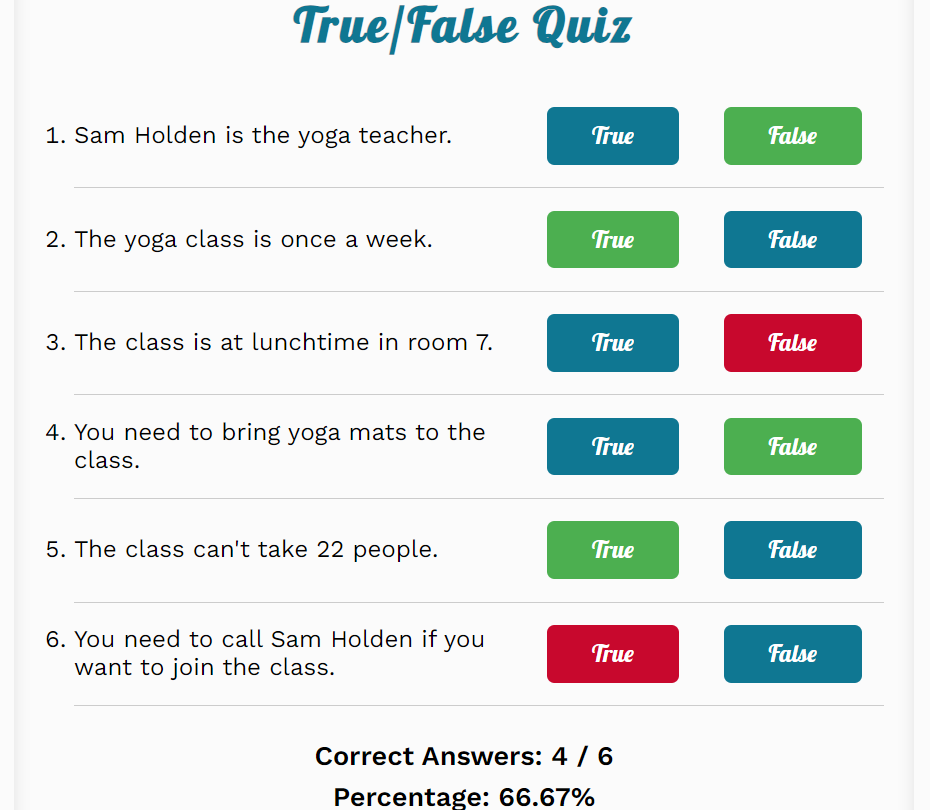 True/False Quiz
1. Sam Holden is the yoga teacher. True False
2. The yoga class is once a week. True False
3. The class is at lunchtime in room 7. True False
4. You need to bring yoga mats to the
class. True False
5. The class can't take 22 people. True False
6. You need to call Sam Holden if you
want to join the class. True False
Correct Answers: 4 / 6
Percentage: 66.67%